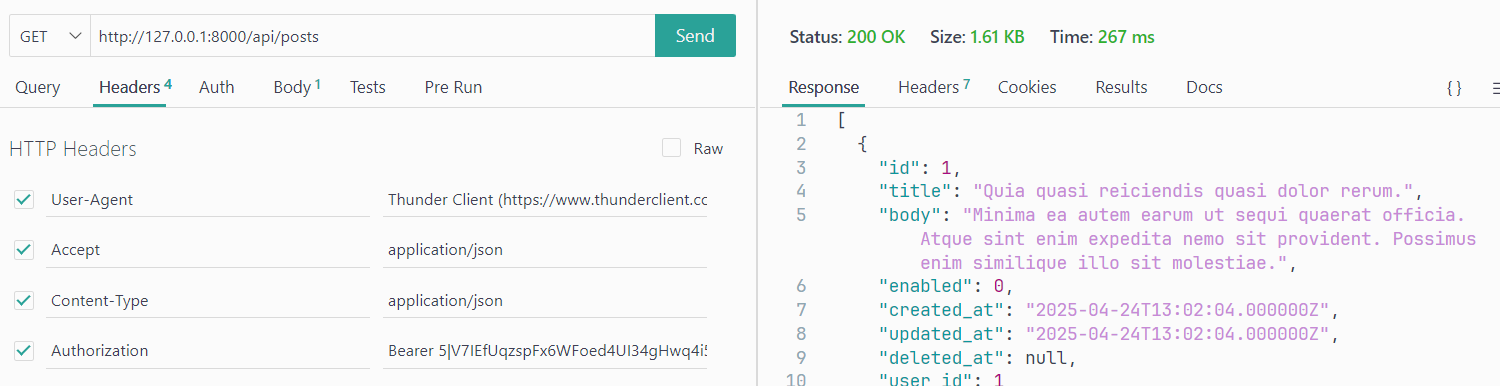 GET http://127.0.0.1:8000/api/posts Send
Query Headers 4 Auth Body 1 Tests Pre Run
HTTP Headers Raw
User-Agent Thunder Client (https://www.thunderclient.cc
Accept application/json
Content-Type application/json
Authorization Bearer 5|V7IEfUqzspFx6WFoed4UI34gHwq4i5
Status: 200 OK Size: 1.61 KB Time: 267 ms
Response Headers 7 Cookies Results Docs { }
1 [
2 {
3 "id": 1,
4 "title": "Quia quasi reiciendis quasi dolor rerum.",
5 "body": "Minima ea autem earum ut sequi quaerat officia.
Atque sint enim expedita nemo sit provident. Possimus
enim similique illo sit molestiae.",
6 "enabled": 0,
7 "created_at": "2025-04-24T13:02:04.000000Z",
8 "updated_at": "2025-04-24T13:02:04.000000Z",
9 "deleted_at": null,
10 "user_id": 1